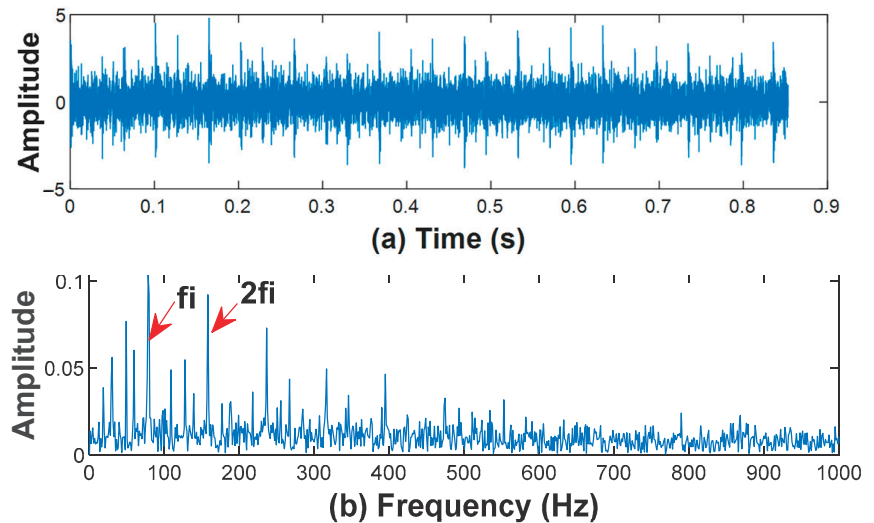 5
0
−5
Amplitude
0 0.1 0.2 0.3 0.4 0.5 0.6 0.7 0.8 0.9
(a) Time (s)
0.1
0.05
0
Amplitude
fi
2fi
0 100 200 300 400 500 600 700 800 900 1000
(b) Frequency (Hz)